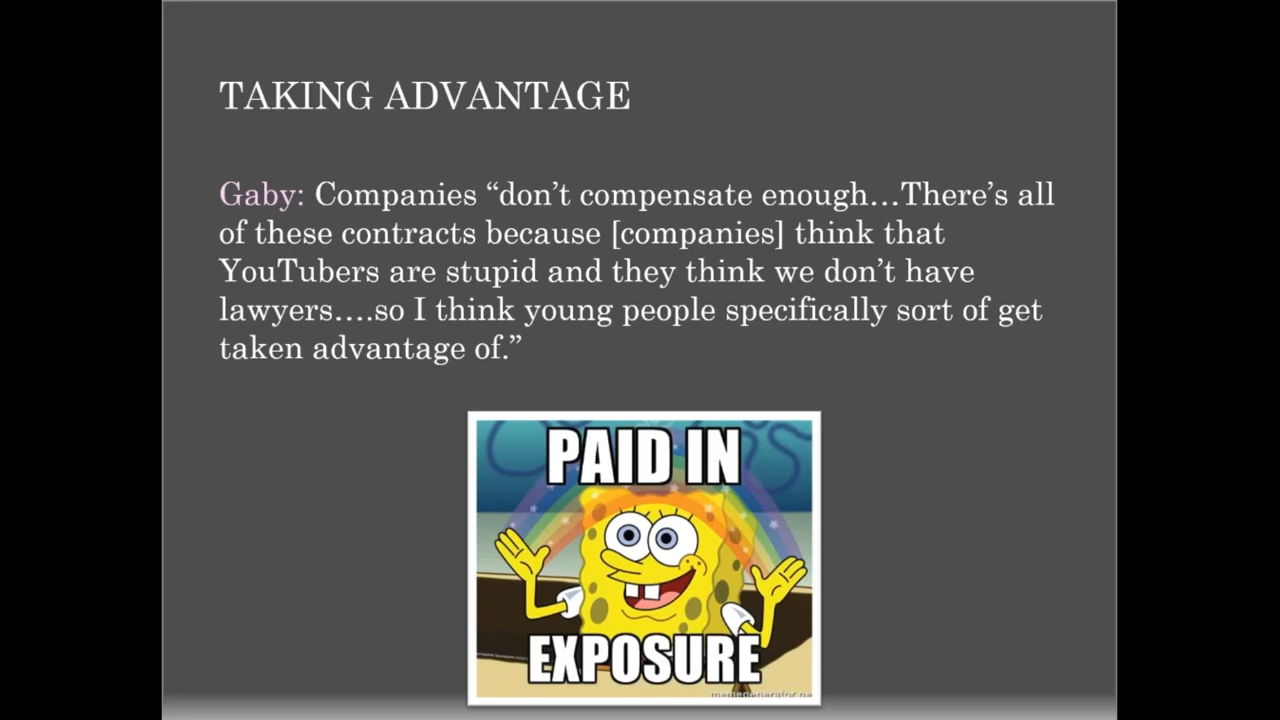 TAKING ADVANTAGE
Gaby: Companies “don’t compensate enough…There’s all
of these contracts because [companies] think that
YouTubers are stupid and they think we don’t have
lawyers….so I think young people specifically sort of get
taken advantage of.”
PAID IN
EXPOSURE